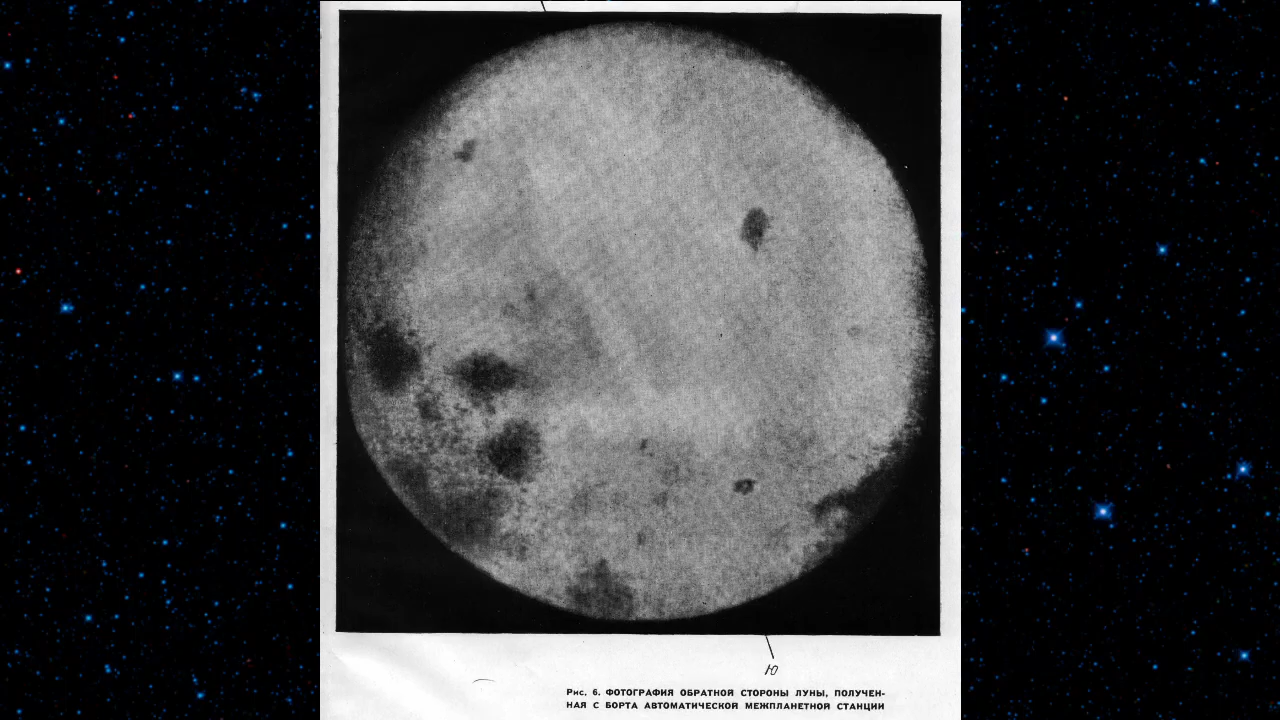 Ю
Рис. 6. ФОТОГРАФИЯ ОБРАТНОЙ СТОРОНЫ ЛУНЫ, ПОЛУЧЕН-
НАЯ С БОРТА АВТОМАТИЧЕСКОЙ МЕЖПЛАНЕТНОЙ СТАНЦИИ